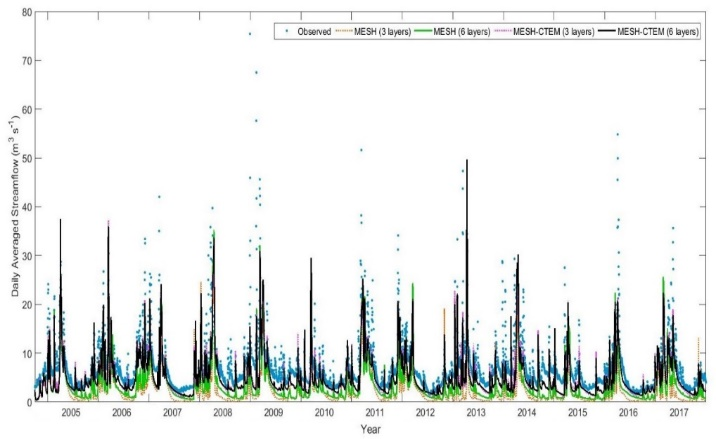 80
70
60
50
40
30
20
10
0
Daily Averaged Streamflow (m³ s⁻¹)
Observed MESH (3 layers) MESH (6 layers) MESH-CTEM (3 layers) MESH-CTEM (6 layers)
2005 2006 2007 2008 2009 2010 2011 2012 2013 2014 2015 2016 2017
Year